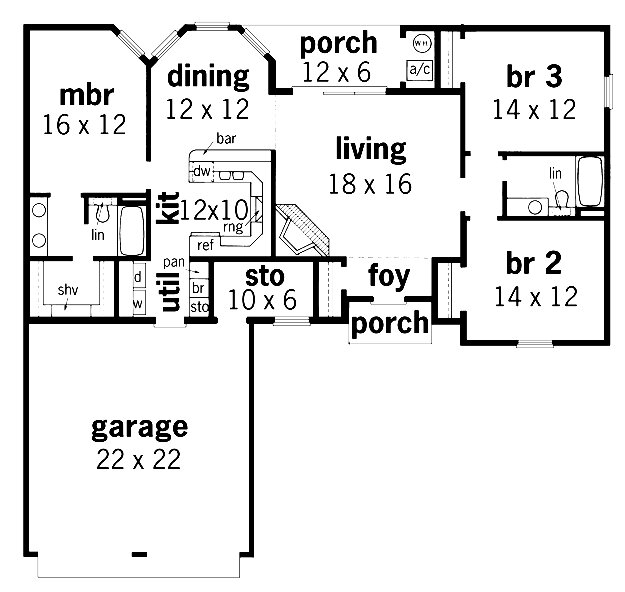 porch
12 x 6
WH
a/c
br 3
14 x 12
mbr
16 x 12
dining
12 x 12
bar
living
18 x 16
dw
kit
12x10
rng
ref
lin
lin
br 2
14 x 12
shv
d
w
util
pan
br
sto
sto
10 x 6
foy
porch
garage
22 x 22